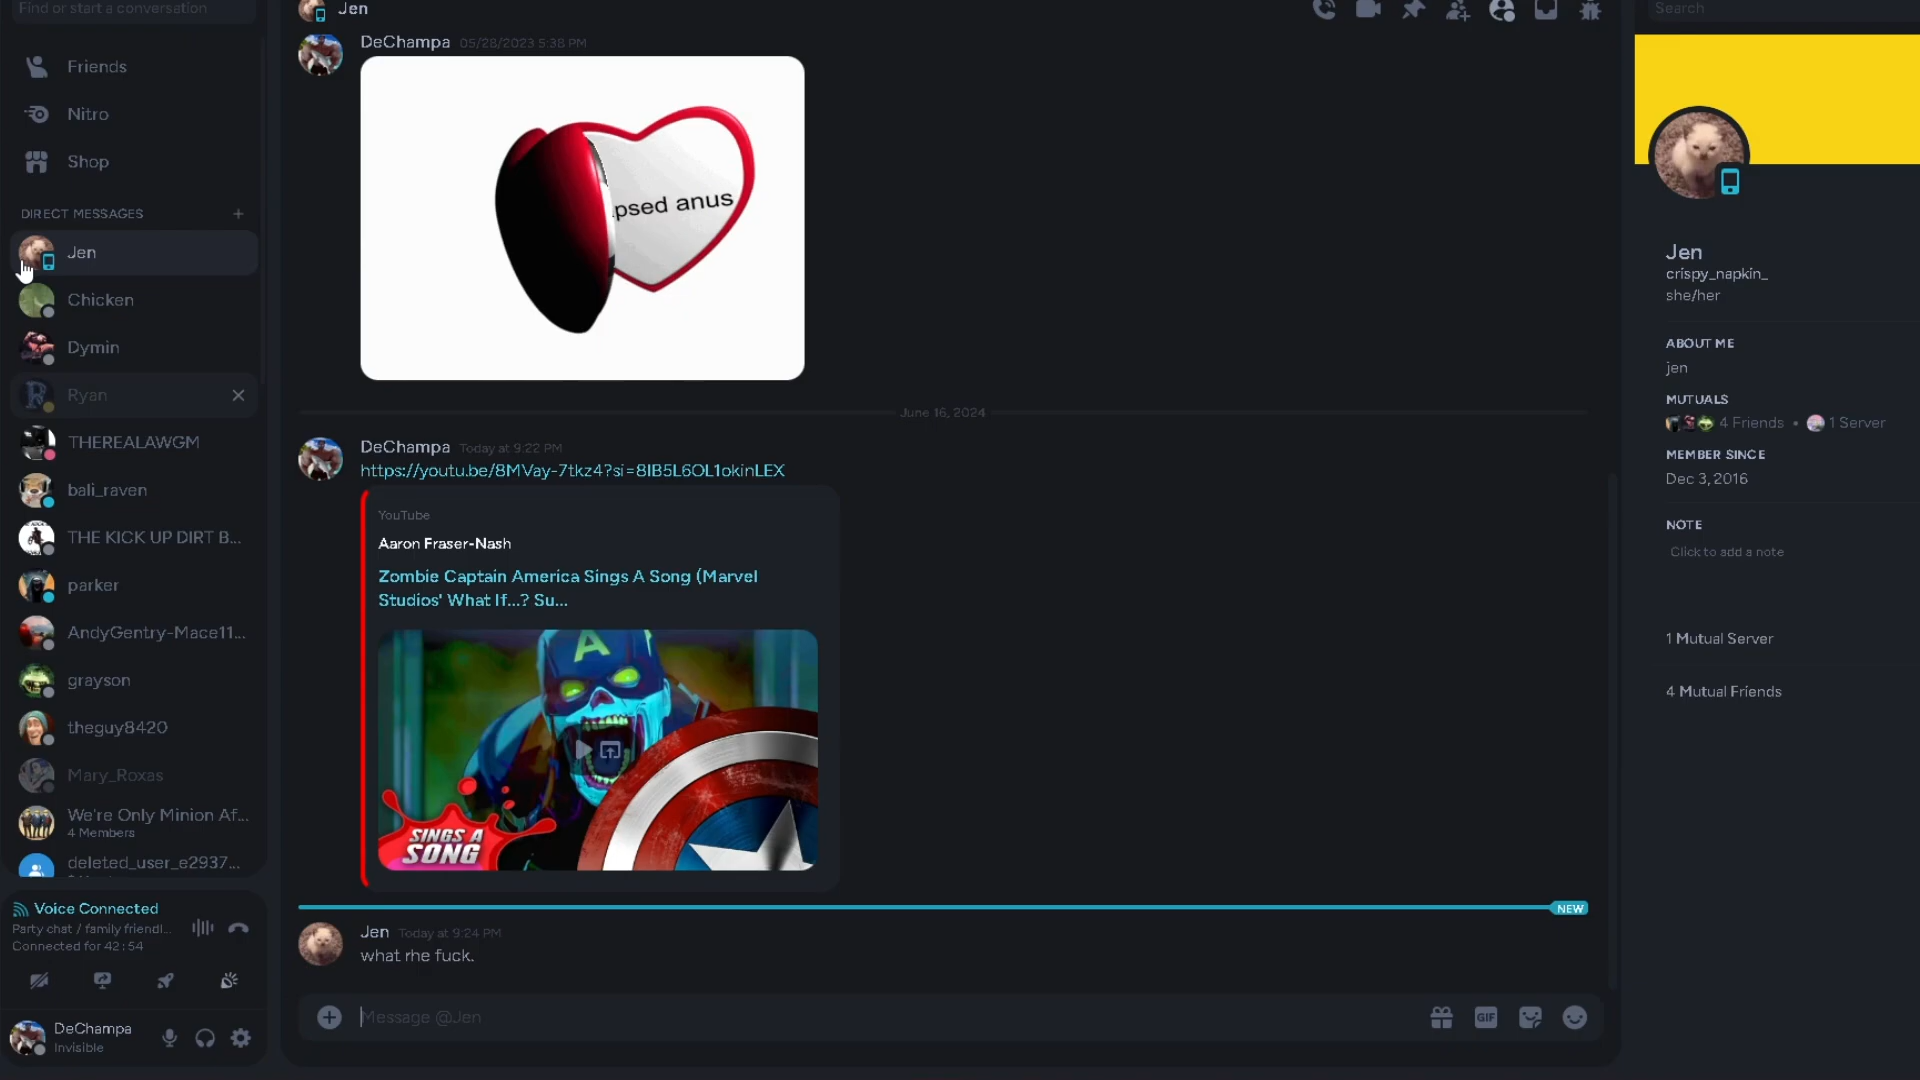 Find or start a conversation
Friends
Nitro
Shop
DIRECT MESSAGES
Jen
Chicken
Dymin
Ryan
THEREALAWGM
bali_raven
THE KICK UP DIRT B...
parker
AndyGentry-Mace11...
grayson
theguy8420
Mary_Roxas
We're Only Minion Af...
4 Members
deleted_user_e2937...
Voice Connected
Party chat / family friendl...
Connected for 42:54
DeChampa
Invisible
Jen
DeChampa 05/28/2023 5:38 PM
psed anus
June 16, 2024
DeChampa Today at 9:22 PM
https://youtu.be/8MVay-7tkz4?si=8IB5L6OL1okinLEX
YouTube
Aaron Fraser-Nash
Zombie Captain America Sings A Song (Marvel
Studios' What If...? Su...
A
SINGS A
SONG
NEW
Jen Today at 9:24 PM
what rhe fuck.
Message @Jen
GIF
Search
Jen
crispy_napkin_
she/her
ABOUT ME
jen
MUTUALS
4 Friends • 1 Server
MEMBER SINCE
Dec 3, 2016
NOTE
Click to add a note
1 Mutual Server
4 Mutual Friends